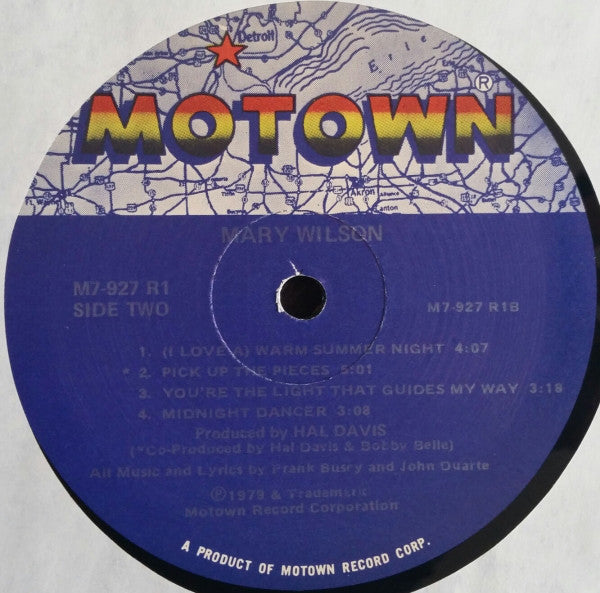 Detroit
Erie
MOTOWN®
Akron
Canton
MARY WILSON
M7-927 R1
SIDE TWO
M7-927 R1B
1. (I LOVE A) WARM SUMMER NIGHT 4:07
* 2. PICK UP THE PIECES 5:01
3. YOU'RE THE LIGHT THAT GUIDES MY WAY 3:18
4. MIDNIGHT DANCER 3:08
Produced by HAL DAVIS
(*Co-Produced by Hal Davis & Bobby Belle)
All Music and Lyrics by Frank Busey and John Duarte
℗1979 & Trademark
Motown Record Corporation
A PRODUCT OF MOTOWN RECORD CORP.